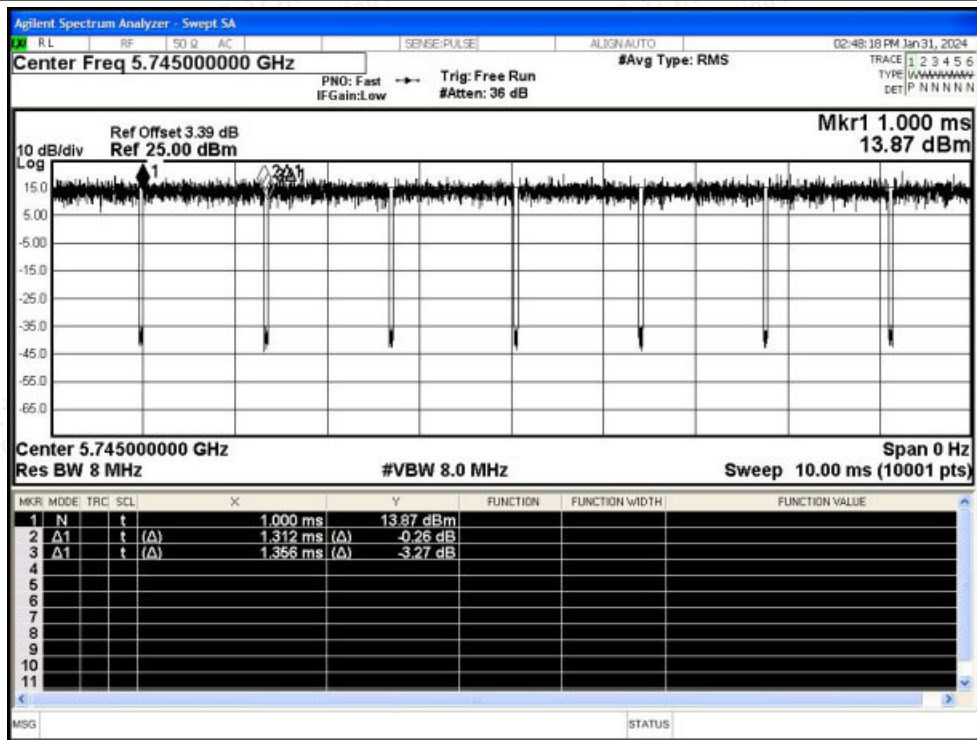 Agilent Spectrum Analyzer - Swept SA
LXI RL RF 50 Ω AC SENSE:PULSE ALIGNAUTO 02:48:18 PM Jan 31, 2024
Center Freq 5.745000000 GHz #Avg Type: RMS TRACE 1 2 3 4 5 6
PNO: Fast Trig: Free Run TYPE WWWWWW
IFGain:Low #Atten: 36 dB DET P N N N N N
Mkr1 1.000 ms
Ref Offset 3.39 dB
10 dB/div Ref 25.00 dBm 13.87 dBm
Log
1 2Δ1
15.0
5.00
-5.00
-15.0
-25.0
-35.0
-45.0
-55.0
-65.0
Center 5.745000000 GHz Span 0 Hz
Res BW 8 MHz #VBW 8.0 MHz Sweep 10.00 ms (10001 pts)
MKR MODE TRC SCL X Y FUNCTION FUNCTION WIDTH FUNCTION VALUE
1 N t 1.000 ms 13.87 dBm
2 Δ1 t (Δ) 1.312 ms (Δ) -0.26 dB
3 Δ1 t (Δ) 1.356 ms (Δ) -3.27 dB
4
5
6
7
8
9
10
11
MSG STATUS